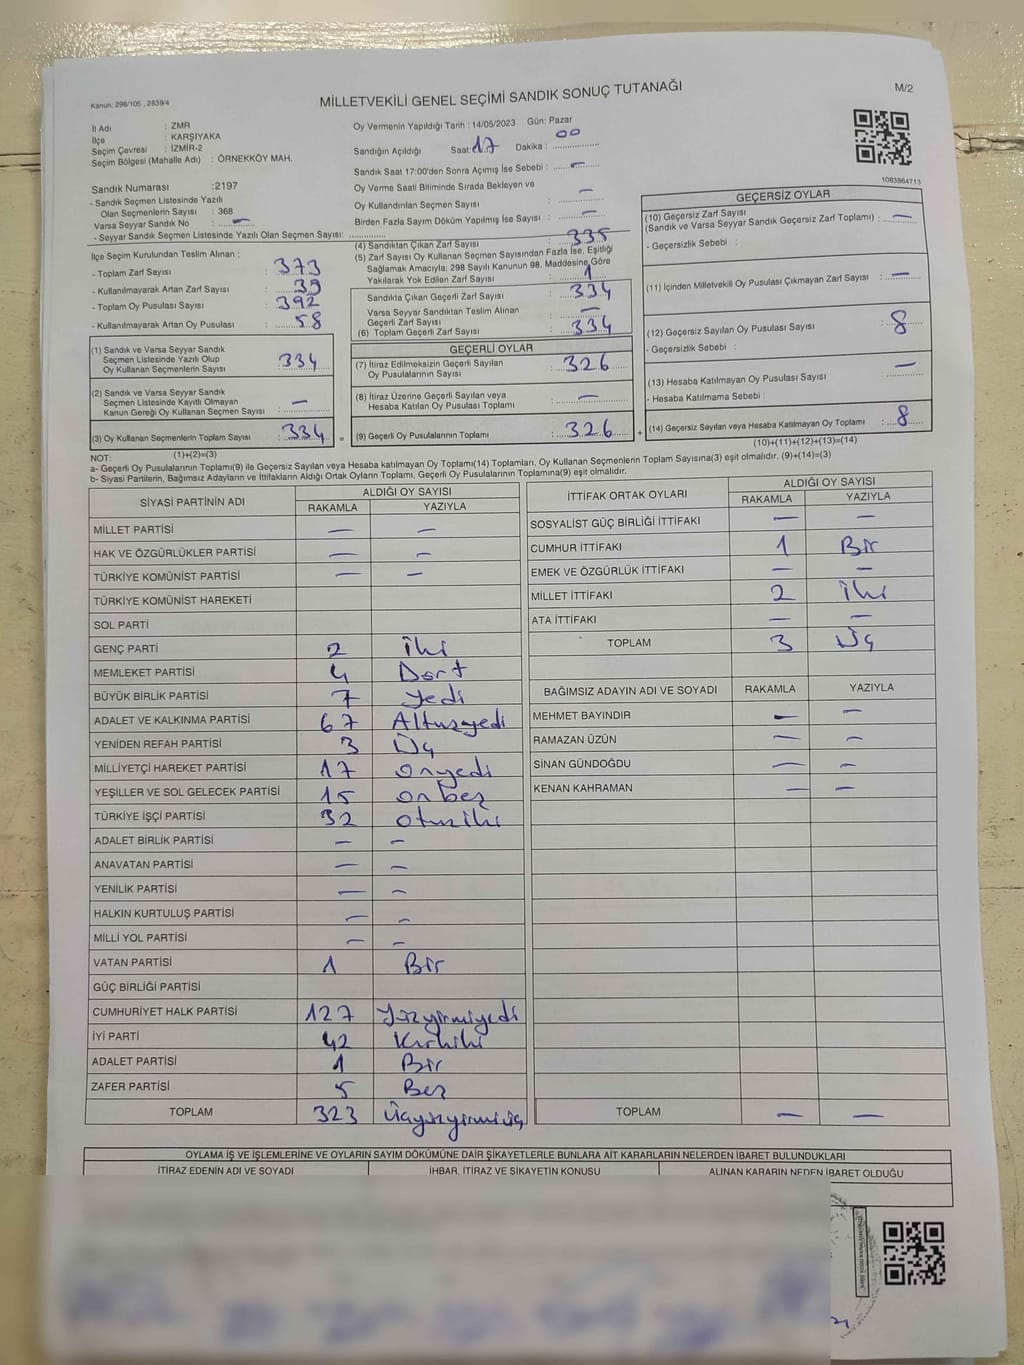 Kanun: 298/105 , 2839/4
MİLLETVEKİLİ GENEL SEÇİMİ SANDIK SONUÇ TUTANAĞI
M/2
İl Adı : ZMR
İlçe : KARŞIYAKA
Seçim Çevresi : İZMİR-2
Seçim Bölgesi (Mahalle Adı) : ÖRNEKKÖY MAH.
Sandık Numarası :2197
- Sandık Seçmen Listesinde Yazılı
Olan Seçmenlerin Sayısı : 368
Varsa Seyyar Sandık No : —
- Seyyar Sandık Seçmen Listesinde Yazılı Olan Seçmen Sayısı:
Oy Vermenin Yapıldığı Tarih : 14/05/2023 Gün: Pazar
Sandığın Açıldığı Saat: 17 Dakika : 00
Sandık Saat 17:00'den Sonra Açımış İse Sebebi : —
Oy Verme Saati Bitiminde Sırada Bekleyen ve
Oy Kullandırılan Seçmen Sayısı : —
Birden Fazla Sayım Döküm Yapılmış İse Sayısı : —
1083864713
İlçe Seçim Kurulundan Teslim Alınan ;
- Toplam Zarf Sayısı : 373
- Kullanılmayarak Artan Zarf Sayısı : 39
- Toplam Oy Pusulası Sayısı : 392
- Kullanılmayarak Artan Oy Pusulası : 58
(4) Sandıktan Çıkan Zarf Sayısı : 335
(5) Zarf Sayısı Oy Kullanan Seçmen Sayısından Fazla İse, Eşitliği
Sağlamak Amacıyla; 298 Sayılı Kanunun 98. Maddesine Göre
Yakılarak Yok Edilen Zarf Sayısı : 1
Sandıkta Çıkan Geçerli Zarf Sayısı : 334
Varsa Seyyar Sandıktan Teslim Alınan
Geçerli Zarf Sayısı : —
(6) Toplam Geçerli Zarf Sayısı : 334
GEÇERSİZ OYLAR
(10) Geçersiz Zarf Sayısı
(Sandık ve Varsa Seyyar Sandık Geçersiz Zarf Toplamı) : —
- Geçersizlik Sebebi :
(11) İçinden Milletvekili Oy Pusulası Çıkmayan Zarf Sayısı : —
(12) Geçersiz Sayılan Oy Pusulası Sayısı : 8
- Geçersizlik Sebebi :
(13) Hesaba Katılmayan Oy Pusulası Sayısı : —
- Hesaba Katılmama Sebebi :
(14) Geçersiz Sayılan veya Hesaba Katılmayan Oy Toplamı : 8
(10)+(11)+(12)+(13)=(14)
(1) Sandık ve Varsa Seyyar Sandık
Seçmen Listesinde Yazılı Olup
Oy Kullanan Seçmenlerin Sayısı : 334
(2) Sandık ve Varsa Seyyar Sandık
Seçmen Listesinde Kayıtlı Olmayan
Kanun Gereği Oy Kullanan Seçmen Sayısı : —
(3) Oy Kullanan Seçmenlerin Toplam Sayısı : 334 =
(1)+(2)=(3)
GEÇERLİ OYLAR
(7) İtiraz Edilmeksizin Geçerli Sayılan
Oy Pusulalarının Sayısı : 326
(8) İtiraz Üzerine Geçerli Sayılan veya
Hesaba Katılan Oy Pusulası Toplamı : —
(9) Geçerli Oy Pusulalarının Toplamı : 326 +
NOT:
a- Geçerli Oy Pusulalarının Toplamı(9) ile Geçersiz Sayılan veya Hesaba katılmayan Oy Toplamı(14) Toplamları, Oy Kullanan Seçmenlerin Toplam Sayısına(3) eşit olmalıdır. (9)+(14)=(3)
b- Siyasi Partilerin, Bağımsız Adayların ve İttifakların Aldığı Ortak Oyların Toplamı, Geçerli Oy Pusulalarının Toplamına(9) eşit olmalıdır.
SİYASİ PARTİNİN ADI ALDIĞI OY SAYISI
RAKAMLA YAZIYLA
MİLLET PARTİSİ — —
HAK VE ÖZGÜRLÜKLER PARTİSİ — —
TÜRKİYE KOMÜNİST PARTİSİ — —
TÜRKİYE KOMÜNİST HAREKETİ
SOL PARTİ
GENÇ PARTİ 2 İki
MEMLEKET PARTİSİ 4 Dört
BÜYÜK BİRLİK PARTİSİ 7 Yedi
ADALET VE KALKINMA PARTİSİ 67 Altmışyedi
YENİDEN REFAH PARTİSİ 3 Üç
MİLLİYETÇİ HAREKET PARTİSİ 17 Onyedi
YEŞİLLER VE SOL GELECEK PARTİSİ 15 Onbeş
TÜRKİYE İŞÇİ PARTİSİ 32 Otuziki
ADALET BİRLİK PARTİSİ — —
ANAVATAN PARTİSİ — —
YENİLİK PARTİSİ — —
HALKIN KURTULUŞ PARTİSİ — —
MİLLİ YOL PARTİSİ — —
VATAN PARTİSİ 1 Bir
GÜÇ BİRLİĞİ PARTİSİ
CUMHURİYET HALK PARTİSİ 127 Yüzyirmiyedi
İYİ PARTİ 42 Kırkiki
ADALET PARTİSİ 1 Bir
ZAFER PARTİSİ 5 Beş
TOPLAM 323 Üçyüzyirmiüç
İTTİFAK ORTAK OYLARI ALDIĞI OY SAYISI
RAKAMLA YAZIYLA
SOSYALİST GÜÇ BİRLİĞİ İTTİFAKI — —
CUMHUR İTTİFAKI 1 Bir
EMEK VE ÖZGÜRLÜK İTTİFAKI — —
MİLLET İTTİFAKI 2 İki
ATA İTTİFAKI — —
TOPLAM 3 Üç
BAĞIMSIZ ADAYIN ADI VE SOYADI RAKAMLA YAZIYLA
MEHMET BAYINDIR — —
RAMAZAN ÜZÜN — —
SİNAN GÜNDOĞDU — —
KENAN KAHRAMAN — —
TOPLAM — —
OYLAMA İŞ VE İŞLEMLERİNE VE OYLARIN SAYIM DÖKÜMÜNE DAİR ŞİKAYETLERLE BUNLARA AİT KARARLARIN NELERDEN İBARET BULUNDUKLARI
İTİRAZ EDENİN ADI VE SOYADI İHBAR, İTİRAZ VE ŞİKAYETİN KONUSU ALINAN KARARIN NEDEN İBARET OLDUĞU